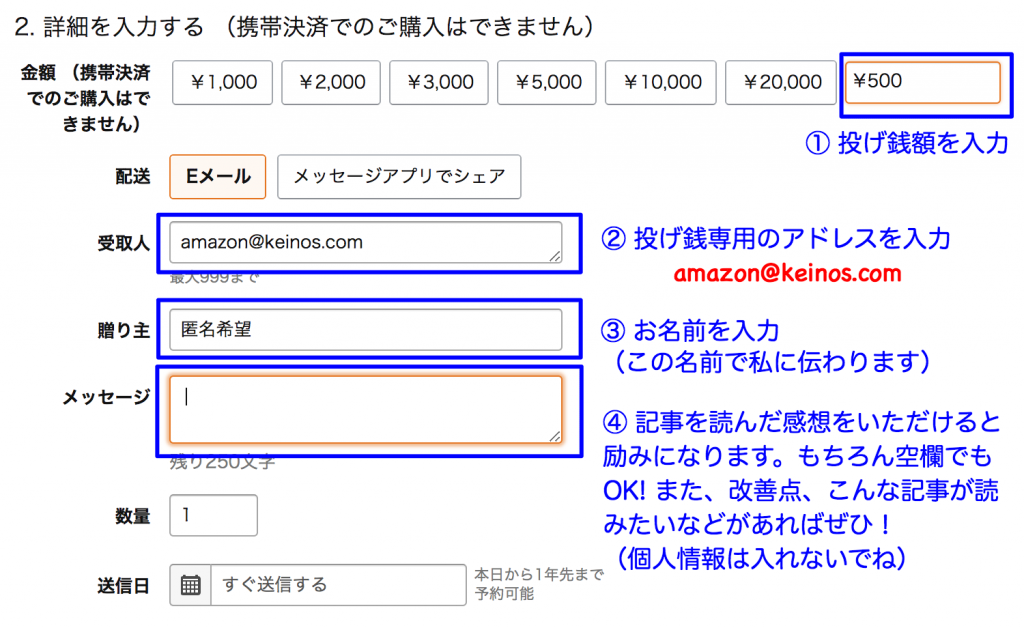 2. 詳細を入力する （携帯決済でのご購入はできません）
金額 （携帯決済
でのご購入はで
きません）
￥1,000
￥2,000
￥3,000
￥5,000
￥10,000
￥20,000
¥500
① 投げ銭額を入力
配送
Eメール
メッセージアプリでシェア
受取人
amazon@keinos.com
最大999まで
② 投げ銭専用のアドレスを入力
amazon@keinos.com
贈り主
匿名希望
③ お名前を入力
（この名前で私に伝わります）
メッセージ
残り250文字
④ 記事を読んだ感想をいただけると
励みになります。もちろん空欄でも
OK! また、改善点、こんな記事が読
みたいなどがあればぜひ！
（個人情報は入れないでね）
数量
1
送信日
すぐ送信する
本日から1年先まで
予約可能